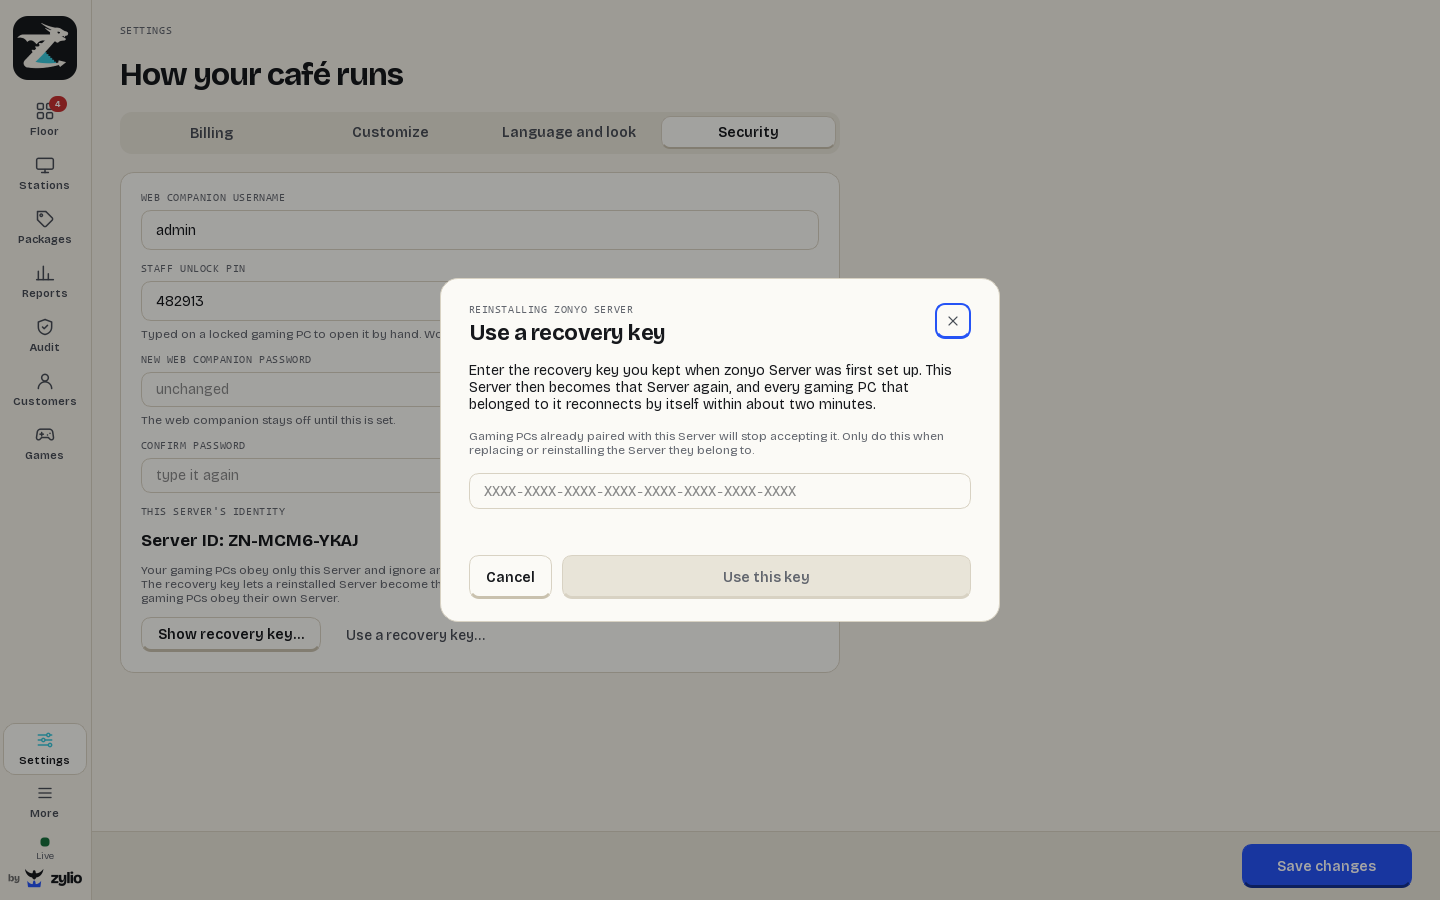 SETTINGS
How your café runs
4
Floor
Stations
Packages
Reports
Audit
Customers
Games
Settings
More
Live
by zylio
Billing
Customize
Language and look
Security
WEB COMPANION USERNAME
admin
STAFF UNLOCK PIN
482913
Typed on a locked gaming PC to open it by hand.
NEW WEB COMPANION PASSWORD
unchanged
The web companion stays off until this is set.
CONFIRM PASSWORD
type it again
THIS SERVER'S IDENTITY
Server ID: ZN-MCM6-YKAJ
Your gaming PCs obey only this Server and ignore
The recovery key lets a reinstalled Server become
gaming PCs obey their own Server.
Show recovery key...
Use a recovery key...
REINSTALLING ZONYO SERVER
Use a recovery key
Enter the recovery key you kept when zonyo Server was first set up. This
Server then becomes that Server again, and every gaming PC that
belonged to it reconnects by itself within about two minutes.
Gaming PCs already paired with this Server will stop accepting it. Only do this when
replacing or reinstalling the Server they belong to.
XXXX-XXXX-XXXX-XXXX-XXXX-XXXX-XXXX-XXXX
Cancel
Use this key
Save changes